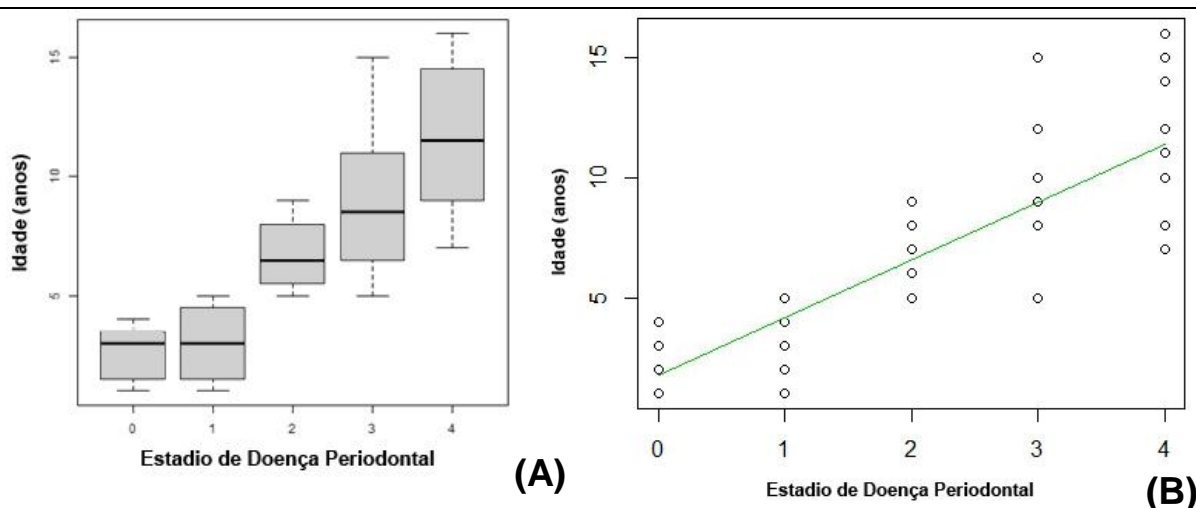 Idade (anos)
15
10
5
0 1 2 3 4
Estadio de Doença Periodontal
(A)
Idade (anos)
15
10
5
0 1 2 3 4
Estadio de Doença Periodontal
(B)